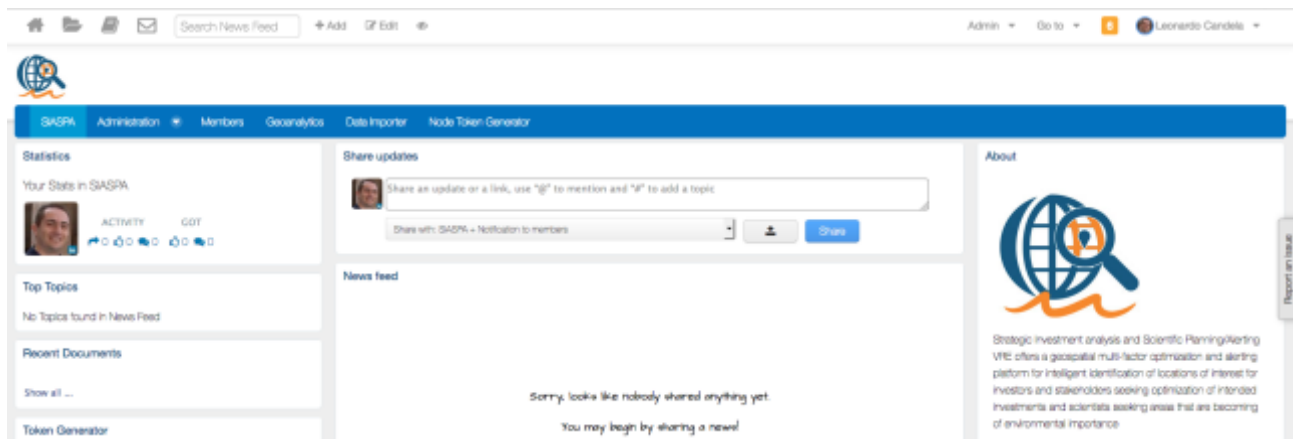 Search News Feed
Add
Edit
Admin
Go to
Leonardo Candela
SIASPA
Administration
Members
Geoanalytics
Data Importer
Node Token Generator
Statistics
Your Stats in SIASPA
ACTIVITY GOT
0 0 0 0 0
Top Topics
No Topics found in News Feed
Recent Documents
Show all ...
Token Generator
Share updates
Share an update or a link, use "@" to mention and "#" to add a topic
Share with: SIASPA + Notification to members
Share
News feed
Sorry, looks like nobody shared anything yet.
You may begin by sharing a news!
About
Strategic Investment analysis and Scientific Planning/Alerting
VRE offers a geospatial multi-factor optimization and alerting
platform for intelligent identification of locations of interest for
investors and stakeholders seeking optimization of intended
investments and scientists seeking areas that are becoming
of environmental importance
Report an issue